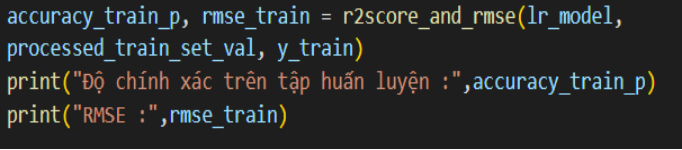 accuracy_train_p, rmse_train = r2score_and_rmse(lr_model,
processed_train_set_val, y_train)
print("Độ chính xác trên tập huấn luyện :",accuracy_train_p)
print("RMSE :",rmse_train)